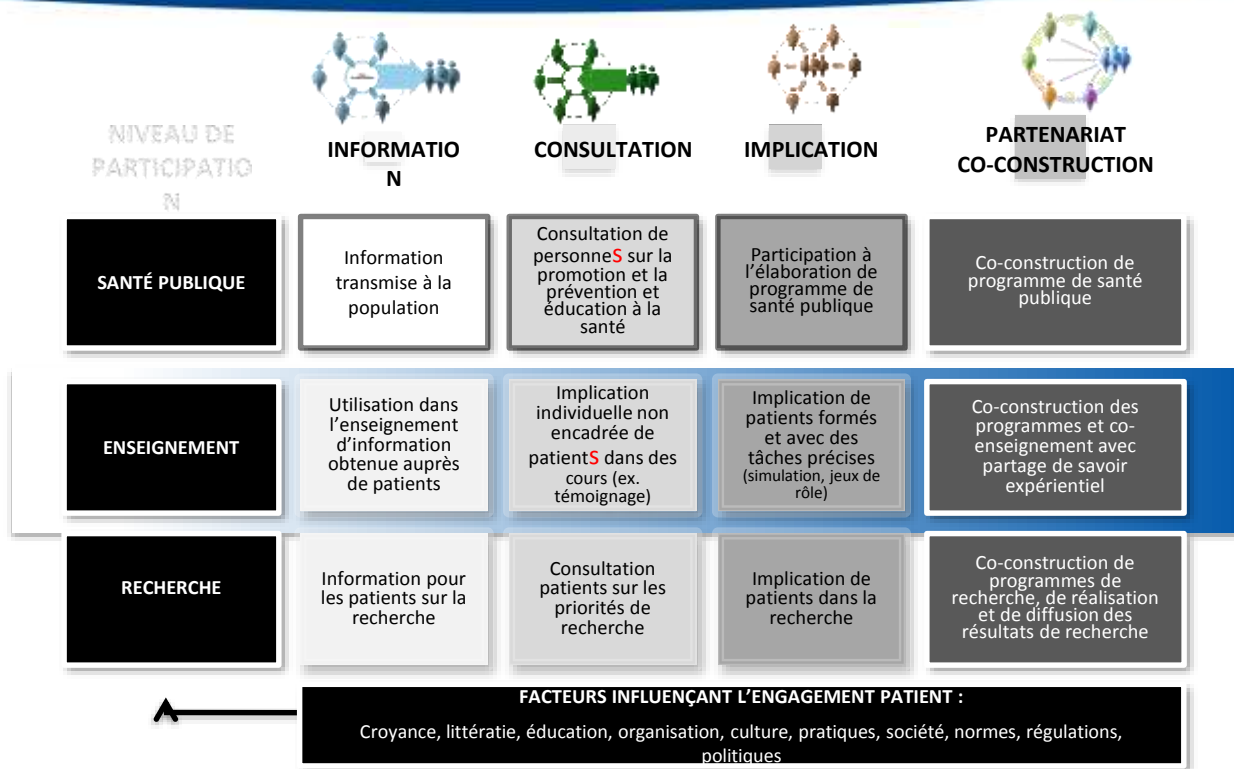 NIVEAU DE
PARTICIPATIO
N
INFORMATIO
N
CONSULTATION
IMPLICATION
PARTENARIAT
CO-CONSTRUCTION
SANTÉ PUBLIQUE
Information
transmise à la
population
Consultation de
personneS sur la
promotion et la
prévention et
éducation à la
santé
Participation à
l’élaboration de
programme de
santé publique
Co-construction de
programme de santé
publique
ENSEIGNEMENT
Utilisation dans
l’enseignement
d’information
obtenue auprès
de patients
Implication
individuelle non
encadrée de
patientS dans des
cours (ex.
témoignage)
Implication de
patients formés
et avec des
tâches précises
(simulation, jeux de
rôle)
Co-construction des
programmes et co-
enseignement avec
partage de savoir
expérientiel
RECHERCHE
Information pour
les patients sur la
recherche
Consultation
patients sur les
priorités de
recherche
Implication de
patients dans la
recherche
Co-construction de
programmes de
recherche, de réalisation
et de diffusion des
résultats de recherche
FACTEURS INFLUENÇANT L’ENGAGEMENT PATIENT :
Croyance, littératie, éducation, organisation, culture, pratiques, société, normes, régulations,
politiques